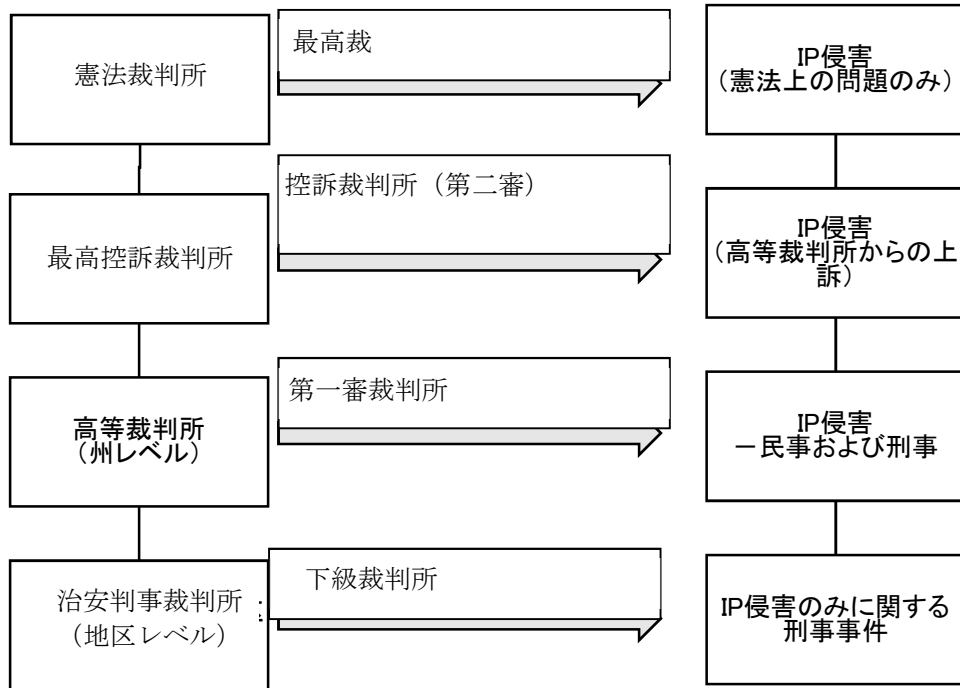 憲法裁判所
最高裁
IP侵害
（憲法上の問題のみ）
最高控訴裁判所
控訴裁判所（第二審）
IP侵害
（高等裁判所からの上
訴）
高等裁判所
（州レベル）
第一審裁判所
IP侵害
－民事および刑事
治安判事裁判所
（地区レベル）
下級裁判所
IP侵害のみに関する
刑事事件